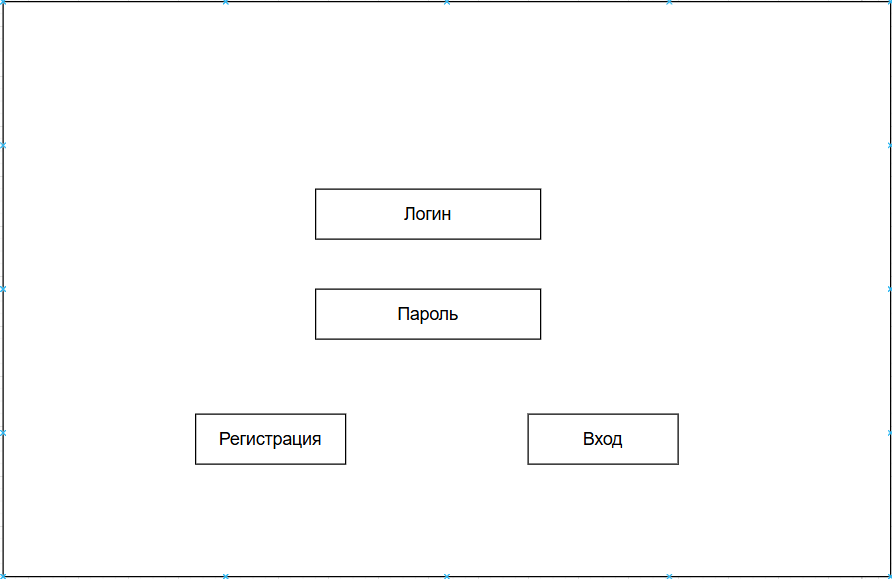 Логин
Пароль
Регистрация
Вход